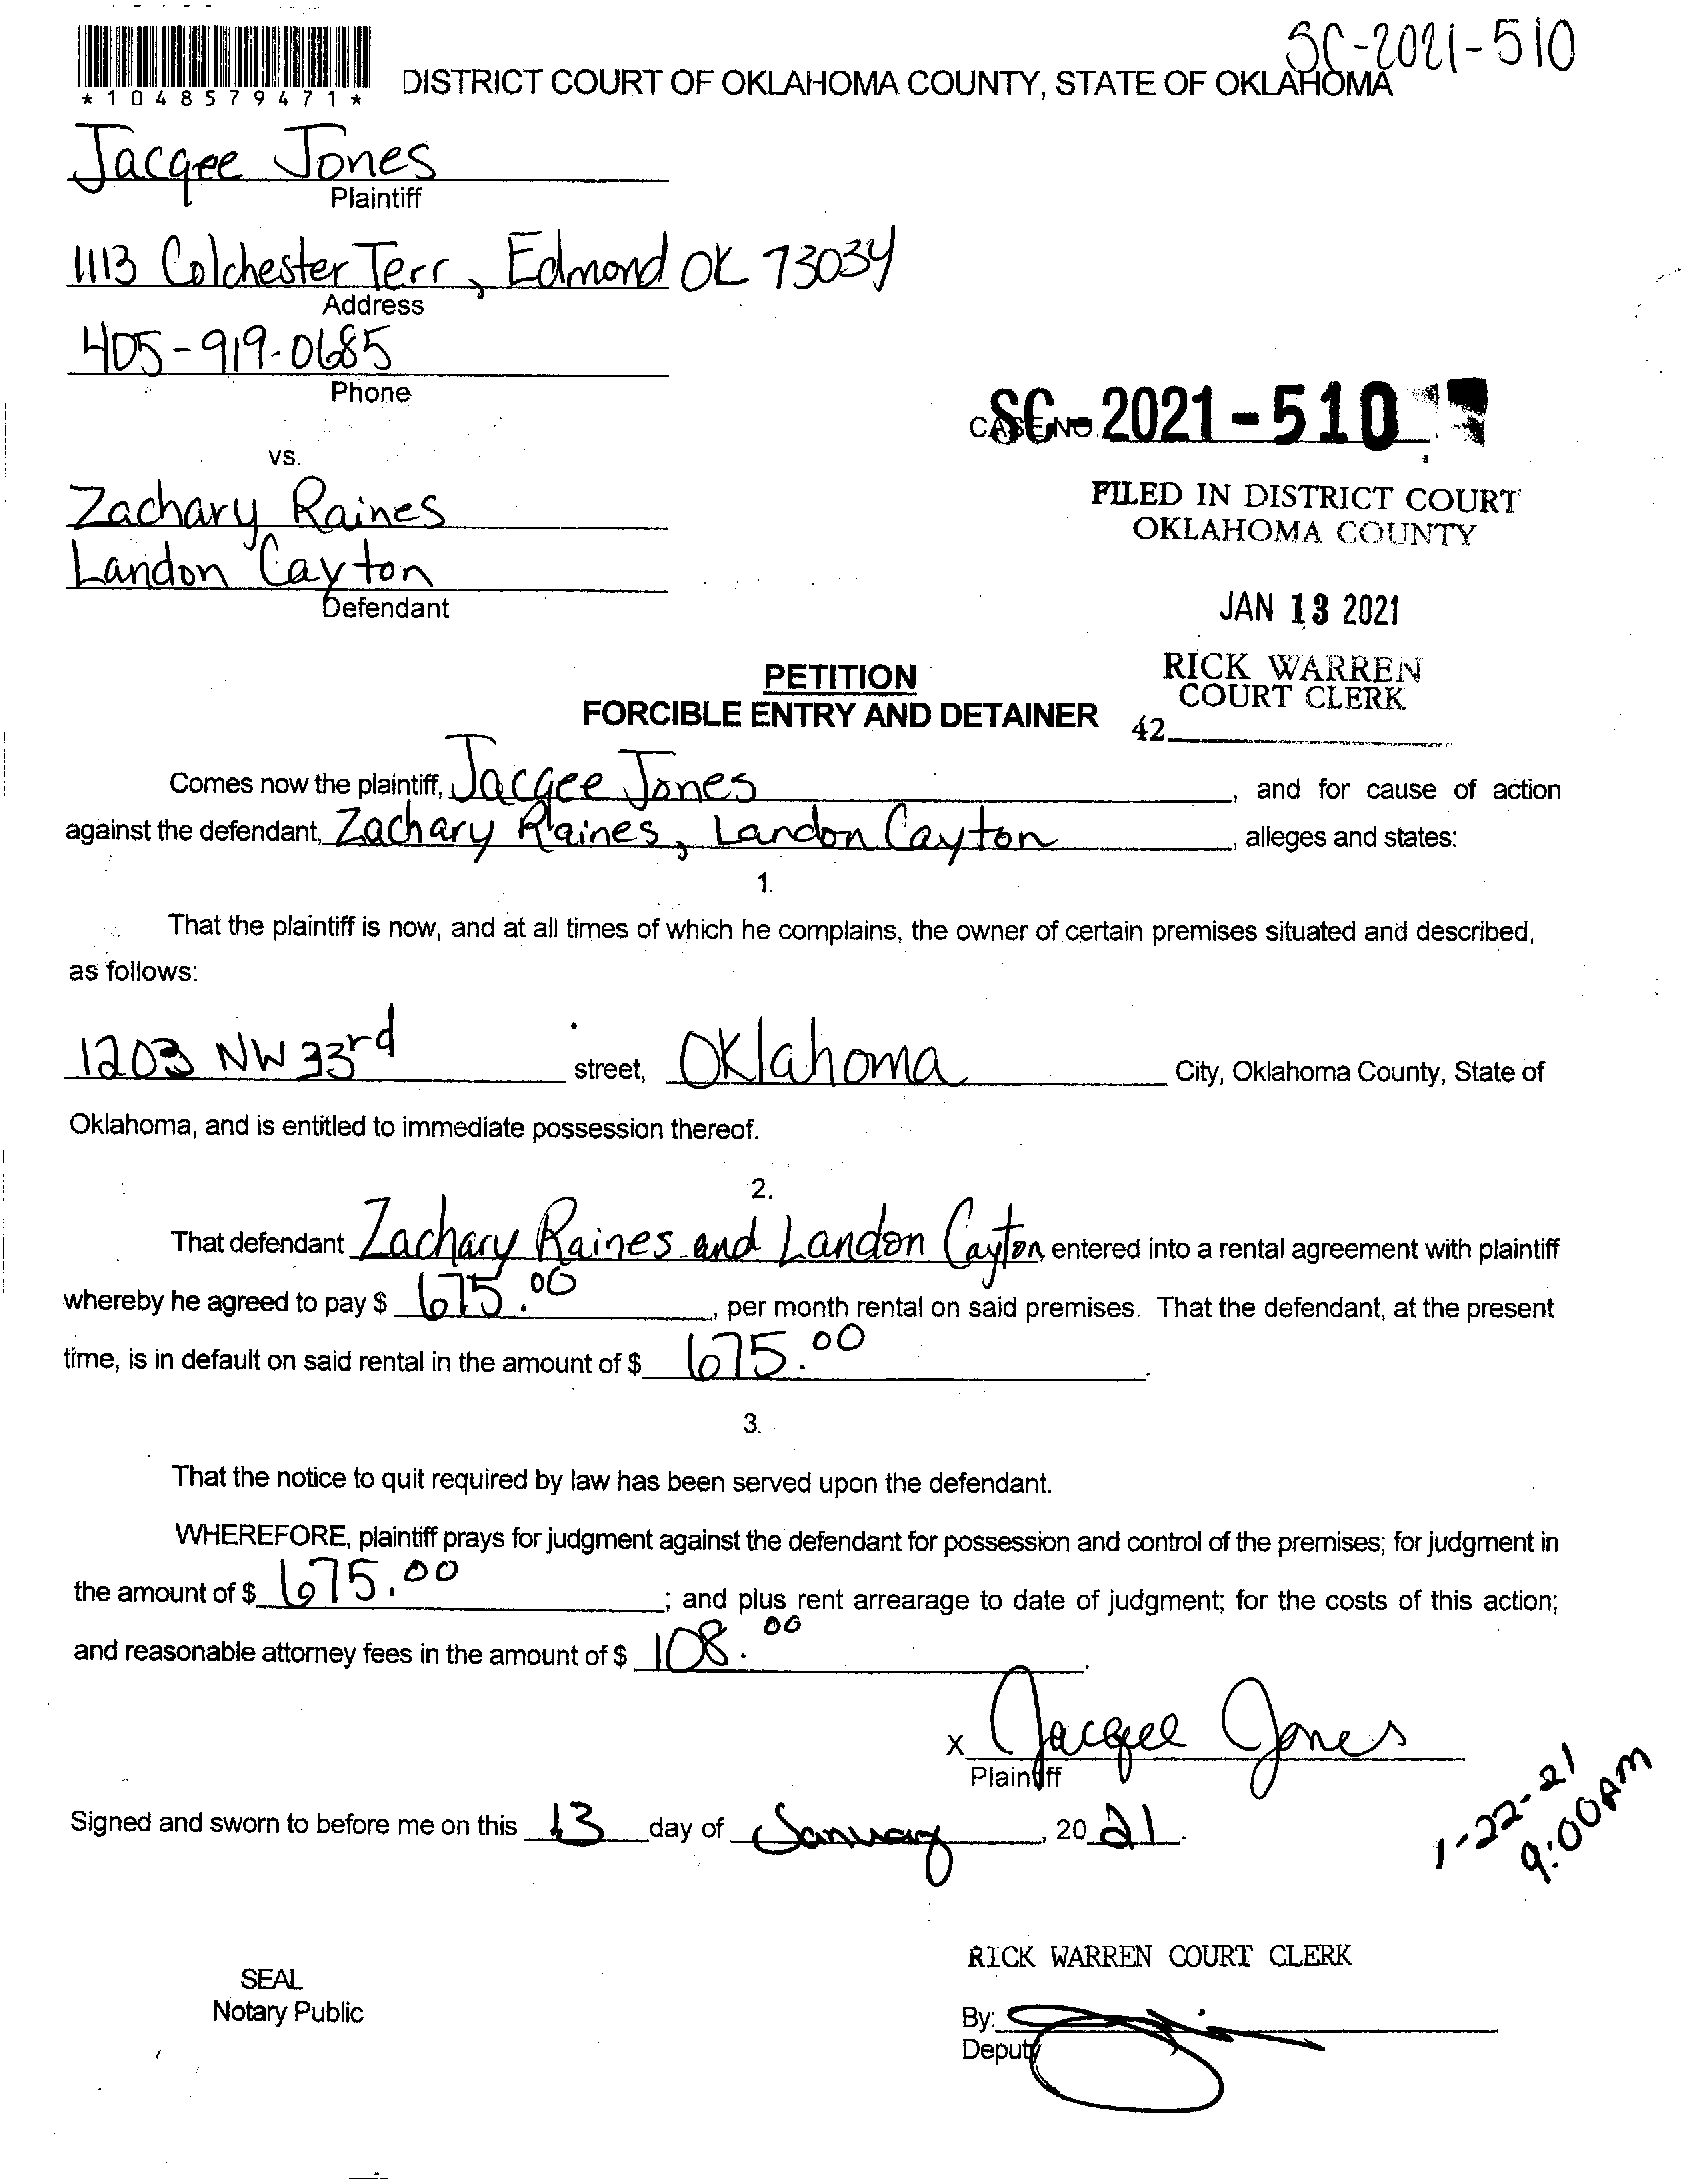 SC-2021-510
*1048579471*
DISTRICT COURT OF OKLAHOMA COUNTY, STATE OF OKLAHOMA
Jacqee Jones
Plaintiff
1113 Colchester Terr, Edmond OK 73034
Address
405-919-0685
Phone
CASE NO. SC-2021-510
vs.
Zachary Raines
Landon Cayton
Defendant
FILED IN DISTRICT COURT
OKLAHOMA COUNTY
JAN 13 2021
RICK WARREN
COURT CLERK
42
PETITION
FORCIBLE ENTRY AND DETAINER
Comes now the plaintiff, Jacqee Jones, and for cause of action
against the defendant, Zachary Raines, Landon Cayton, alleges and states:
1.
That the plaintiff is now, and at all times of which he complains, the owner of certain premises situated and described,
as follows:
1203 NW 33rd street, Oklahoma City, Oklahoma County, State of
Oklahoma, and is entitled to immediate possession thereof.
2.
That defendant Zachary Raines and Landon Cayton entered into a rental agreement with plaintiff
whereby he agreed to pay $ 675.00, per month rental on said premises. That the defendant, at the present
time, is in default on said rental in the amount of $ 675.00.
3.
That the notice to quit required by law has been served upon the defendant.
WHEREFORE, plaintiff prays for judgment against the defendant for possession and control of the premises; for judgment in
the amount of $ 675.00; and plus rent arrearage to date of judgment; for the costs of this action;
and reasonable attorney fees in the amount of $ 108.00.
X Jacqee Jones
Plaintiff
Signed and sworn to before me on this 13 day of January, 2021.
1-22-21
9:00AM
RICK WARREN COURT CLERK
SEAL
Notary Public
By:
Deputy